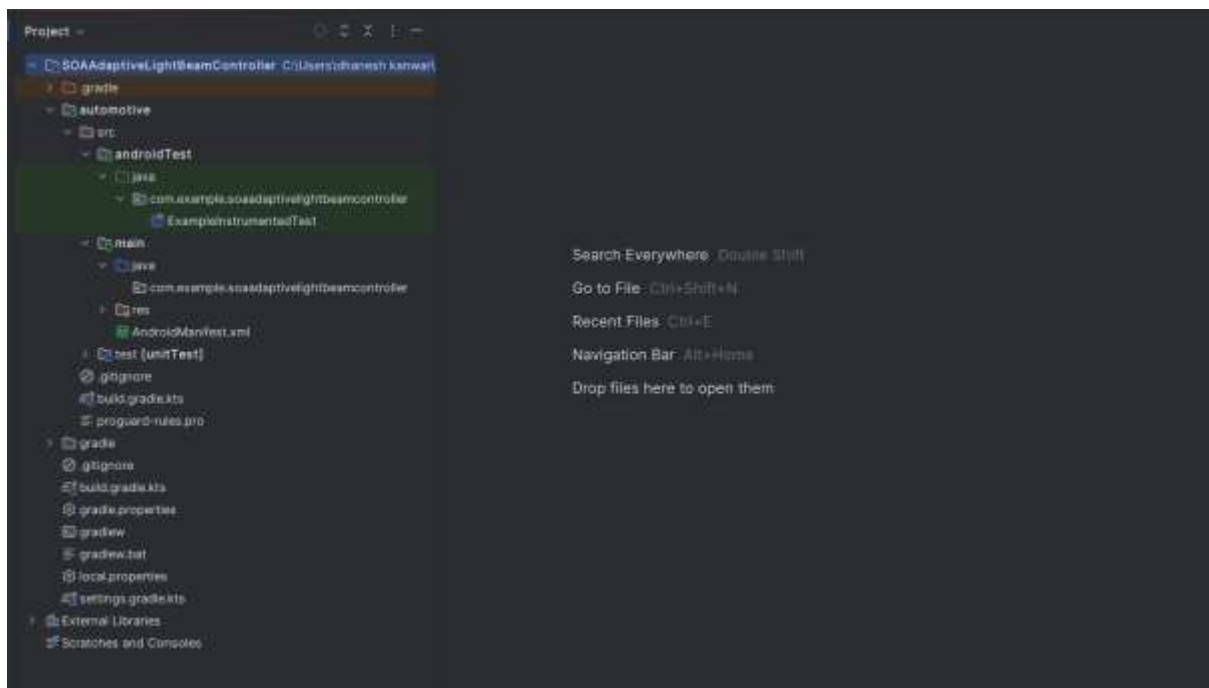 Project
SOAAdaptiveLightBeamController C:\Users\dhanesh kanwar\
.gradle
automotive
src
androidTest
java
com.example.soaadaptivelightbeamcontroller
ExampleInstrumentedTest
main
java
com.example.soaadaptivelightbeamcontroller
res
AndroidManifest.xml
test [unitTest]
.gitignore
build.gradle.kts
proguard-rules.pro
gradle
.gitignore
build.gradle.kts
gradle.properties
gradlew
gradlew.bat
local.properties
settings.gradle.kts
External Libraries
Scratches and Consoles
Search Everywhere Double Shift
Go to File Ctrl+Shift+N
Recent Files Ctrl+E
Navigation Bar Alt+Home
Drop files here to open them